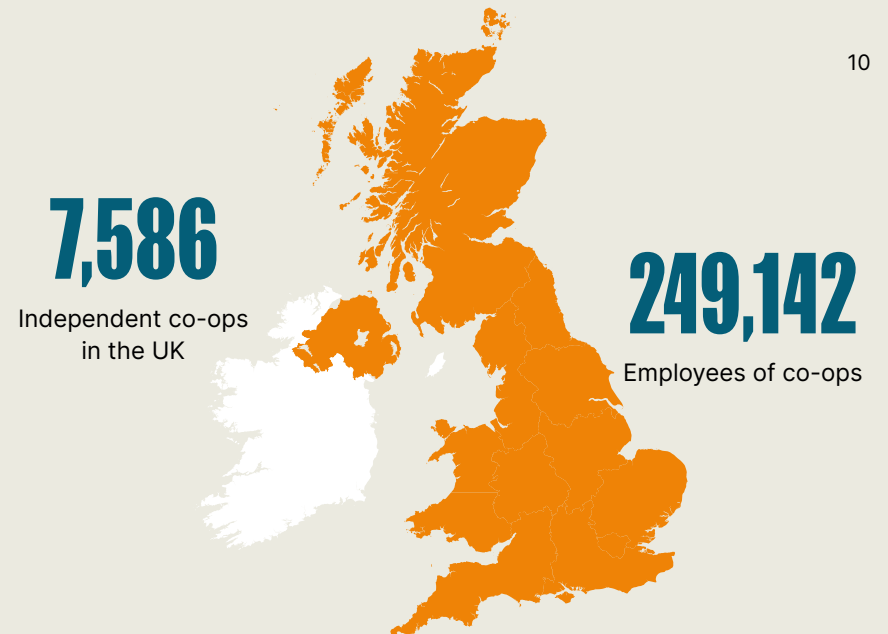 10
7,586
Independent co-ops
in the UK
249,142
Employees of co-ops